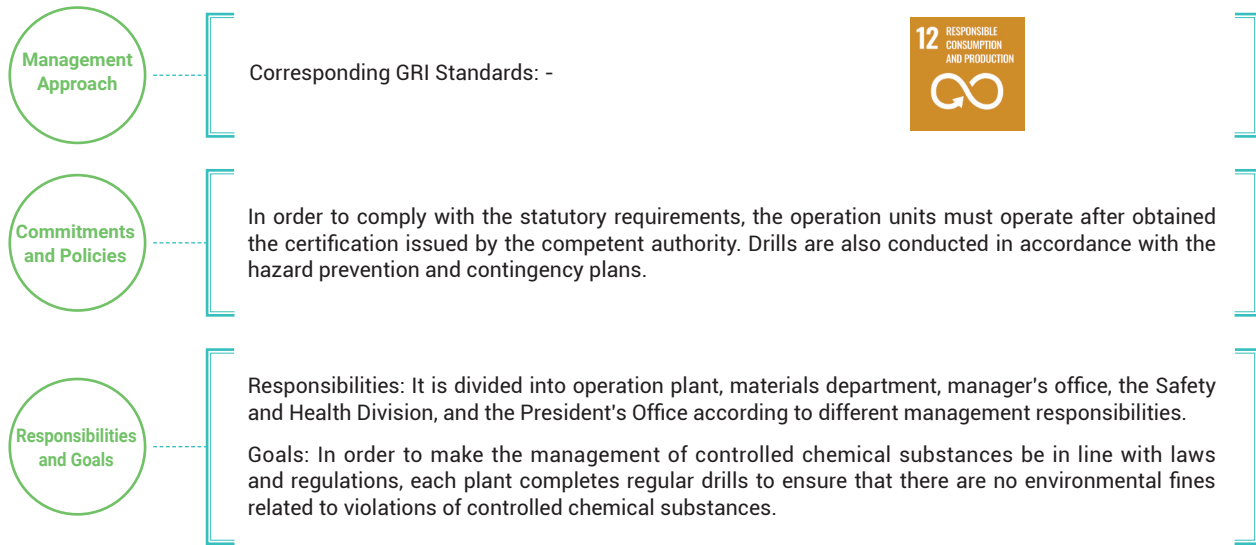 Management
Approach
Corresponding GRI Standards: -
12 RESPONSIBLE
CONSUMPTION
AND PRODUCTION
Commitments
and Policies
In order to comply with the statutory requirements, the operation units must operate after obtained
the certification issued by the competent authority. Drills are also conducted in accordance with the
hazard prevention and contingency plans.
Responsibilities
and Goals
Responsibilities: It is divided into operation plant, materials department, manager's office, the Safety
and Health Division, and the President's Office according to different management responsibilities.
Goals: In order to make the management of controlled chemical substances be in line with laws
and regulations, each plant completes regular drills to ensure that there are no environmental fines
related to violations of controlled chemical substances.